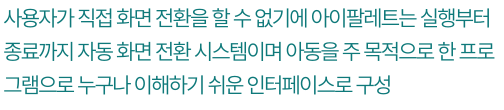 사용자가 직접 화면 전환을 할 수 없기에 아이팔레트는 실행부터
종료까지 자동 화면 전환 시스템이며 아동을 주 목적으로 한 프로
그램으로 누구나 이해하기 쉬운 인터페이스로 구성